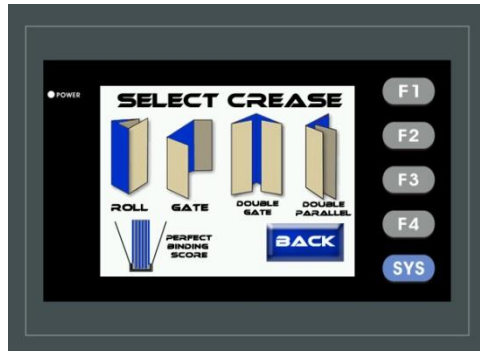 POWER
SELECT CREASE
F1
F2
F3
F4
SYS
ROLL
GATE
DOUBLE
GATE
DOUBLE
PARALLEL
PERFECT
BINDING
SCORE
BACK